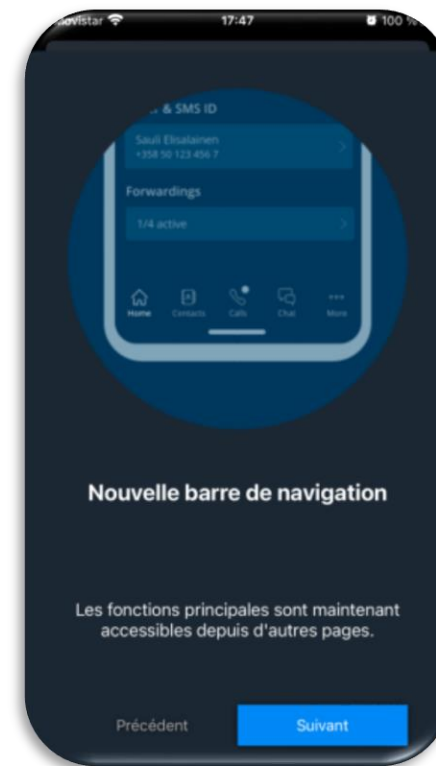 movistar 17:47 100 %
& SMS ID
Sauli Elisalainen
+358 50 123 456 7
Forwardings
1/4 active
Home Contacts Calls Chat More
Nouvelle barre de navigation
Les fonctions principales sont maintenant
accessibles depuis d'autres pages.
Précédent Suivant